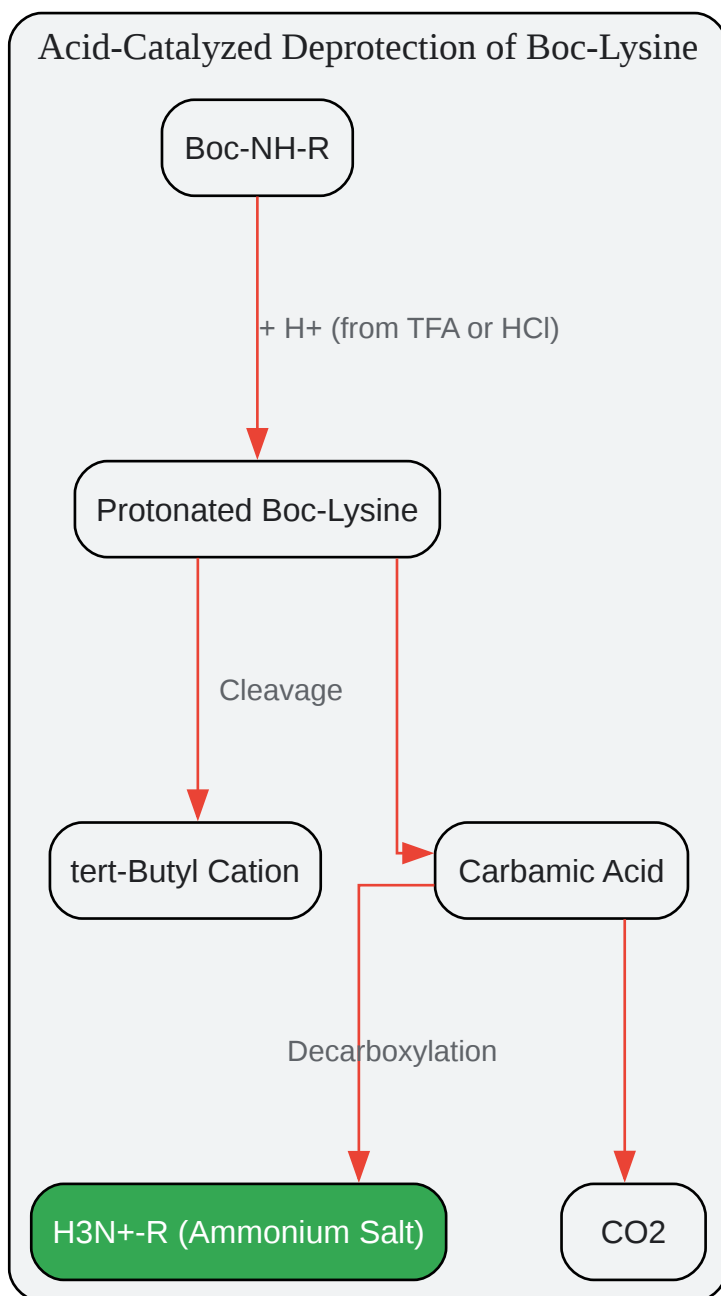 Acid-Catalyzed Deprotection of Boc-Lysine
Boc-NH-R
+ H+ (from TFA or HCl)
Protonated Boc-Lysine
Cleavage
tert-Butyl Cation
Carbamic Acid
Decarboxylation
H3N+-R (Ammonium Salt)
CO2